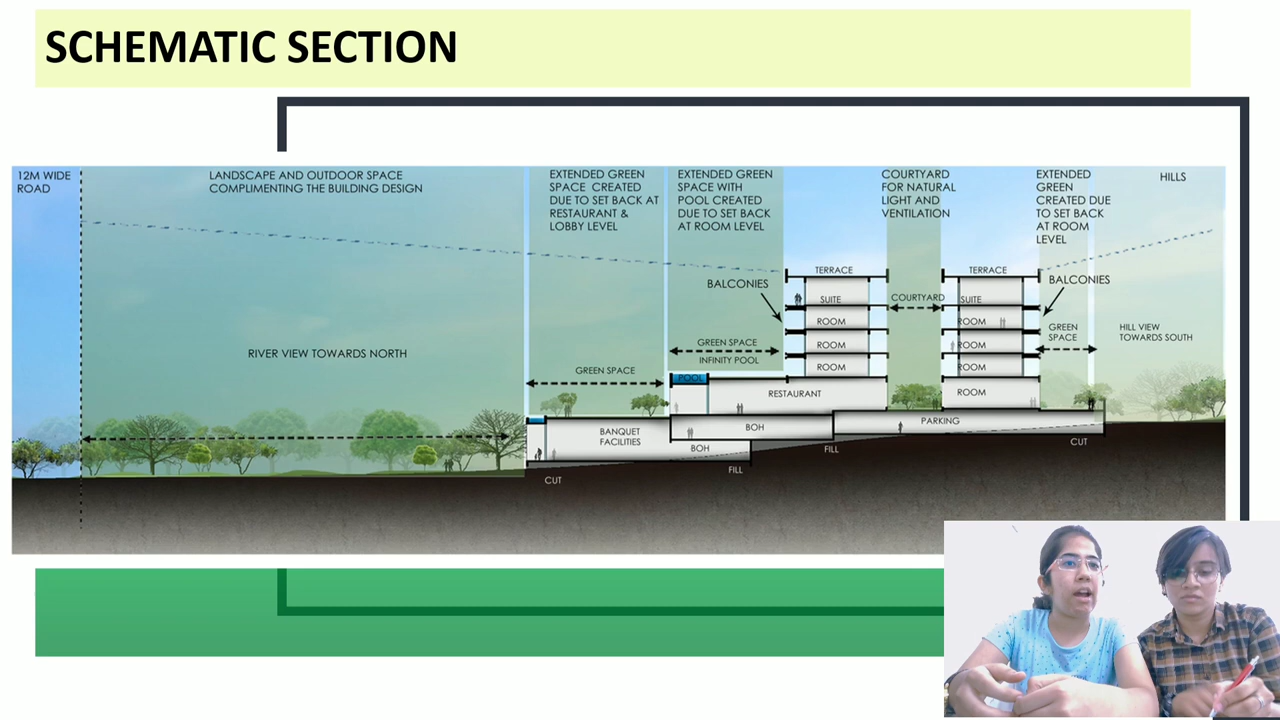 SCHEMATIC SECTION
12M WIDE
ROAD
LANDSCAPE AND OUTDOOR SPACE
COMPLIMENTING THE BUILDING DESIGN
EXTENDED GREEN
SPACE CREATED
DUE TO SET BACK AT
RESTAURANT &
LOBBY LEVEL
EXTENDED GREEN
SPACE WITH
POOL CREATED
DUE TO SET BACK
AT ROOM LEVEL
COURTYARD
FOR NATURAL
LIGHT AND
VENTILATION
EXTENDED
GREEN
CREATED DUE
TO SET BACK
AT ROOM
LEVEL
HILLS
TERRACE
TERRACE
BALCONIES
BALCONIES
SUITE
COURTYARD
SUITE
ROOM
ROOM
GREEN
SPACE
HILL VIEW
TOWARDS SOUTH
GREEN SPACE
INFINITY POOL
ROOM
ROOM
RIVER VIEW TOWARDS NORTH
ROOM
ROOM
GREEN SPACE
POOL
RESTAURANT
ROOM
BANQUET
FACILITIES
BOH
PARKING
BOH
FILL
CUT
FILL
CUT